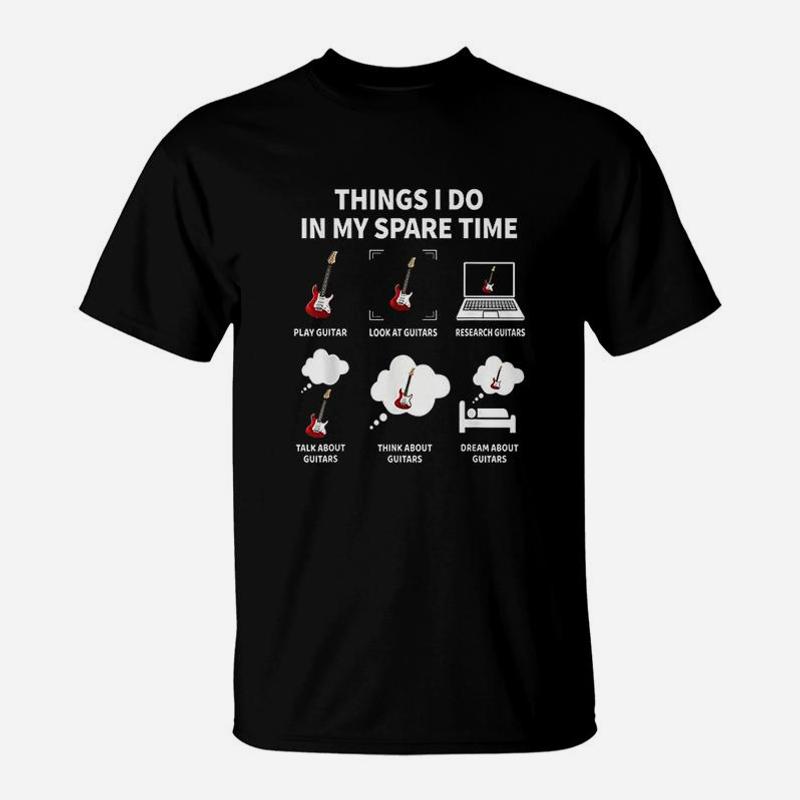 THINGS I DO
IN MY SPARE TIME
PLAY GUITAR
LOOK AT GUITARS
RESEARCH GUITARS
TALK ABOUT
GUITARS
THINK ABOUT
GUITARS
DREAM ABOUT
GUITARS